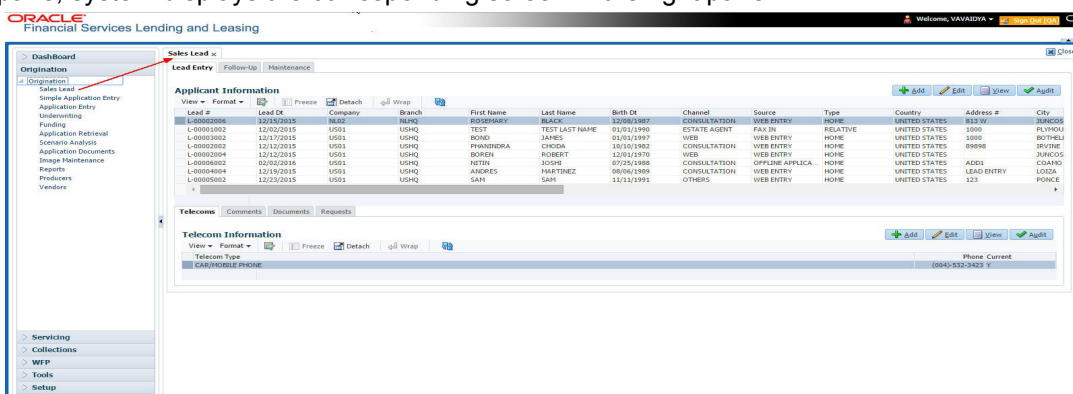 ORACLE
Financial Services Lending and Leasing
Welcome, VAVAIDYA
Sign Out [QA]
Close
DashBoard
Origination
Origination
Sales Lead
Simple Application Entry
Application Entry
Underwriting
Funding
Application Retrieval
Scenario Analysis
Application Documents
Image Maintenance
Reports
Producers
Vendors
Servicing
Collections
WFP
Tools
Setup
Sales Lead ×
Lead Entry Follow-Up Maintenance
Applicant Information
Add Edit View Audit
View Format Freeze Detach Wrap
Lead # Lead Dt Company Branch First Name Last Name Birth Dt Channel Source Type Country Address # City
L-00002006 12/15/2015 NL02 NLHQ ROSEMARY BLACK 12/08/1987 CONSULTATION WEB ENTRY HOME UNITED STATES 813 W JUNCOS
L-00001002 12/02/2015 US01 USHQ TEST TEST LAST NAME 01/01/1990 ESTATE AGENT FAX IN RELATIVE UNITED STATES 1000 PLYMOU
L-00003002 12/17/2015 US01 USHQ BOND JAMES 01/01/1997 WEB WEB ENTRY HOME UNITED STATES 1000 BOTHELL
L-00002002 12/12/2015 US01 USHQ PHANINDRA CHODA 10/10/1982 CONSULTATION WEB ENTRY HOME UNITED STATES 89898 IRVINE
L-00002004 12/12/2015 US01 USHQ BOREN ROBERT 12/01/1970 WEB WEB ENTRY HOME UNITED STATES JUNCOS
L-00006002 02/02/2016 US01 USHQ NITIN JOSHI 07/25/1988 CONSULTATION OFFLINE APPLICA... HOME UNITED STATES ADD1 COAMO
L-00004004 12/19/2015 US01 USHQ ANDRES MARTINEZ 08/06/1989 CONSULTATION WEB ENTRY HOME UNITED STATES LEAD ENTRY LOIZA
L-00005002 12/23/2015 US01 USHQ SAM SAM 11/11/1991 OTHERS WEB ENTRY HOME UNITED STATES 123 PONCE
Telecoms Comments Documents Requests
Telecom Information
Add Edit View Audit
View Format Freeze Detach Wrap
Telecom Type Phone Current
CAR/MOBILE PHONE (004)-532-3423 Y